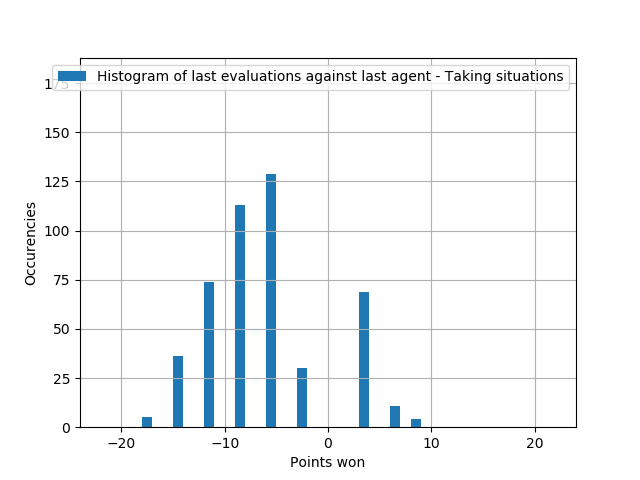 Histogram of last evaluations against last agent - Taking situations
175
150
125
100
75
50
25
0
Occurencies
−20 −10 0 10 20
Points won